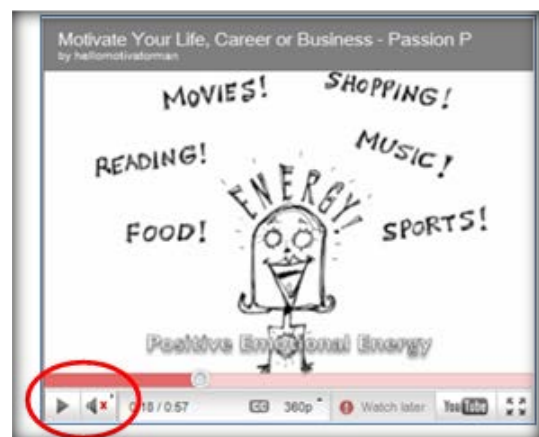 Motivate Your Life, Career or Business - Passion P
by hellomotivatorman
MOVIES! SHOPPING!
READING! MUSIC!
ENERGY!
FOOD! SPORTS!
Positive Emotional Energy
0:18 / 0:57 CC 360p Watch later YouTube